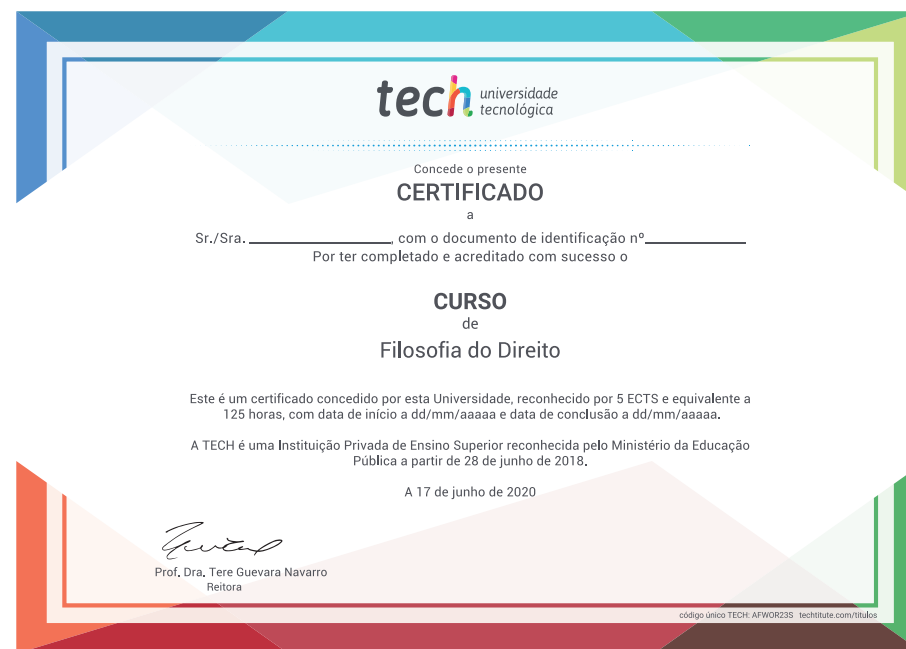 tech universidade
tecnológica
Concede o presente
CERTIFICADO
a
Sr./Sra. ____________________, com o documento de identificação nº______________
Por ter completado e acreditado com sucesso o
CURSO
de
Filosofia do Direito
Este é um certificado concedido por esta Universidade, reconhecido por 5 ECTS e equivalente a
125 horas, com data de início a dd/mm/aaaaa e data de conclusão a dd/mm/aaaaa.
A TECH é uma Instituição Privada de Ensino Superior reconhecida pelo Ministério da Educação
Pública a partir de 28 de junho de 2018.
A 17 de junho de 2020
Prof. Dra. Tere Guevara Navarro
Reitora
código único TECH: AFWOR23S techtitute.com/titulos